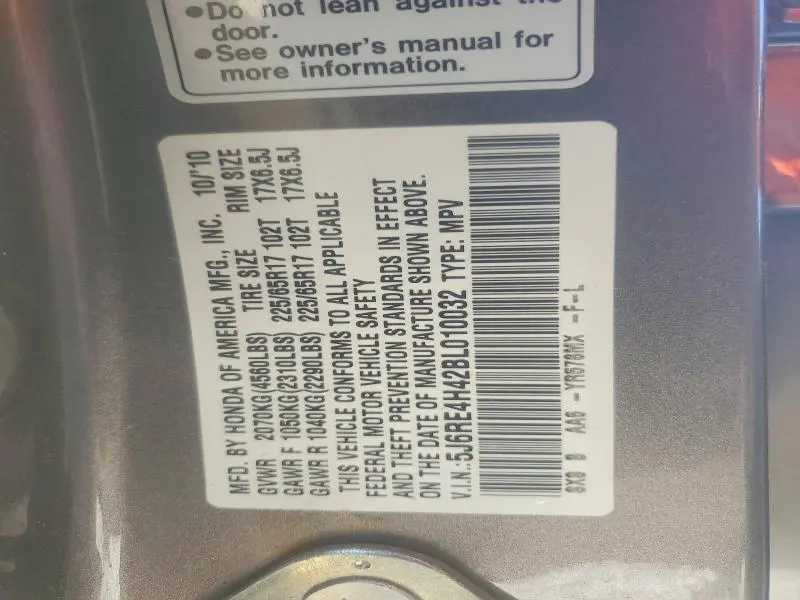 ●Do not lean against the
door.
●See owner's manual for
more information.
MFD. BY HONDA OF AMERICA MFG., INC. 10/'10
GVWR 2070KG(4560LBS) TIRE SIZE RIM SIZE
GAWR F 1050KG(2310LBS) 225/65R17 102T 17X6.5J
GAWR R 1040KG(2290LBS) 225/65R17 102T 17X6.5J
THIS VEHICLE CONFORMS TO ALL APPLICABLE
FEDERAL MOTOR VEHICLE SAFETY
AND THEFT PREVENTION STANDARDS IN EFFECT
ON THE DATE OF MANUFACTURE SHOWN ABOVE.
V.I.N.:5J6RE4H42BL010032 TYPE: MPV
AA6 -YR578MX -F-L